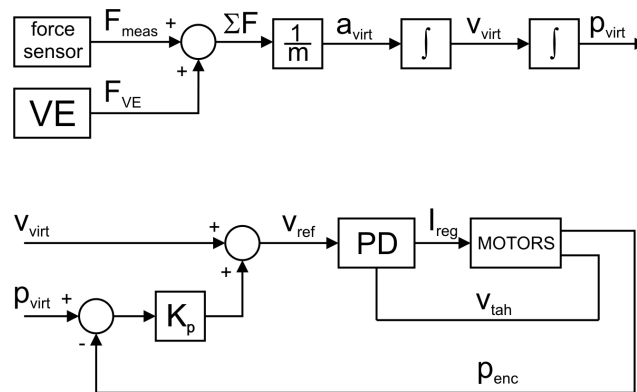 force
sensor
F_meas
+
+
VE
F_VE
ΣF
1
m
a_virt
∫
v_virt
∫
p_virt
v_virt
+
+
v_ref
PD
I_reg
MOTORS
v_tah
p_virt
+
-
K_p
p_enc